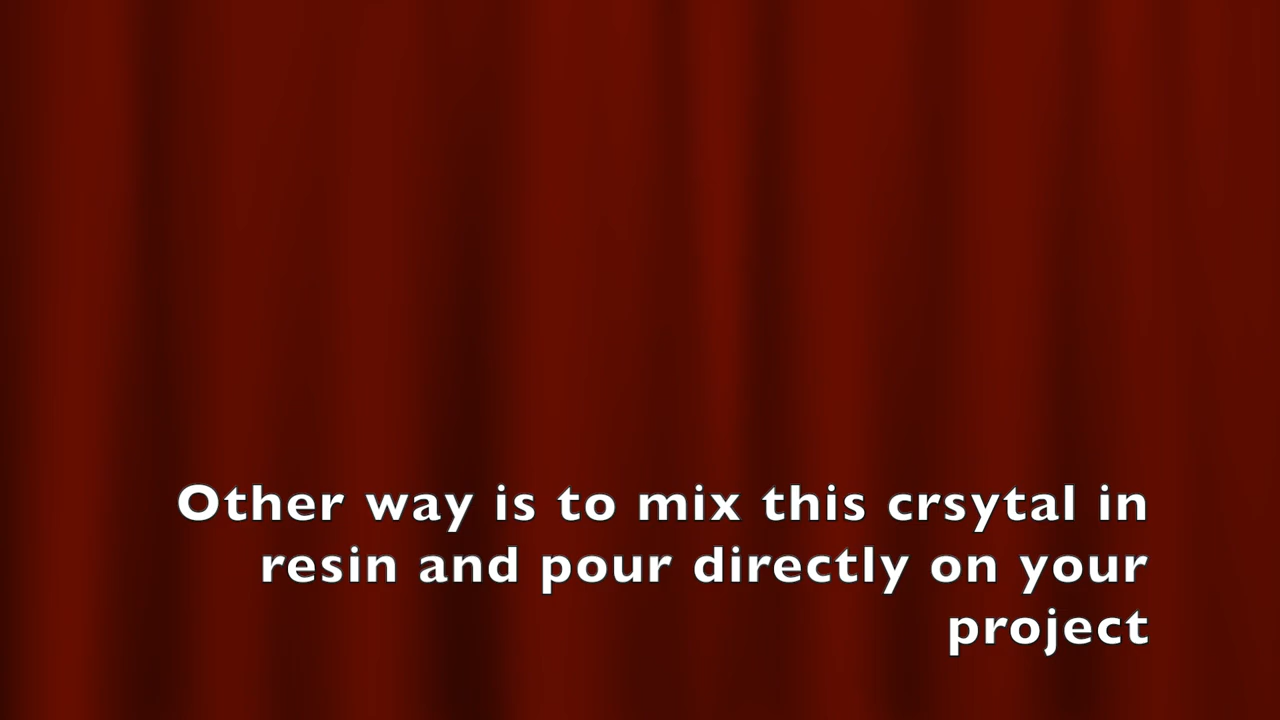 Other way is to mix this crsytal in
resin and pour directly on your
project